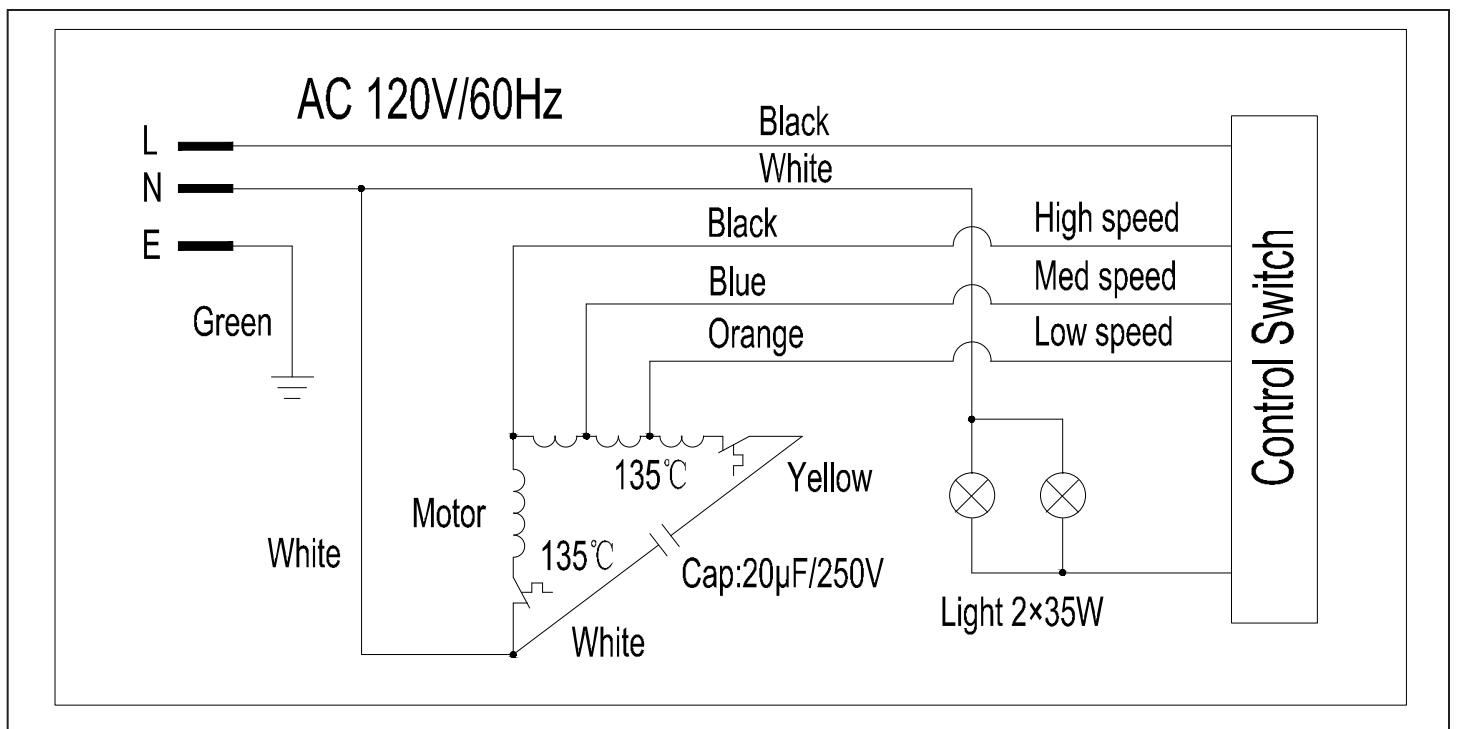 AC 120V/60Hz
L
Black
N
White
E
Black
High speed
Blue
Med speed
Green
Orange
Low speed
Control Switch
135℃
Yellow
Motor
135℃
White
Cap:20µF/250V
Light 2×35W
White